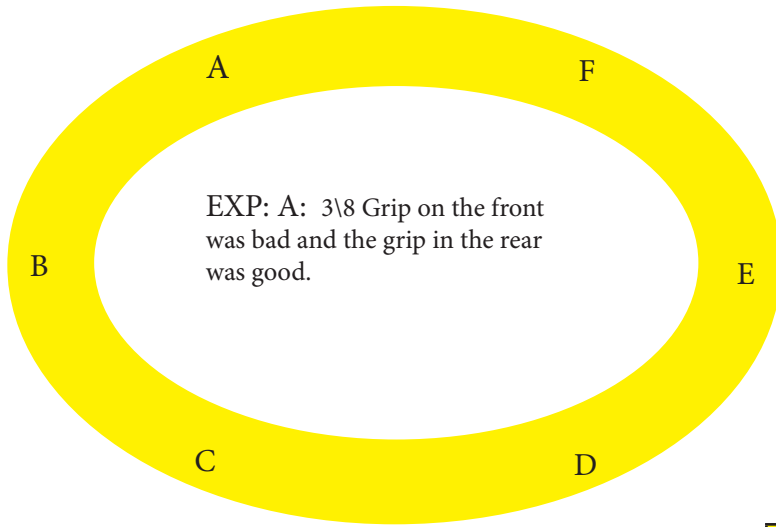 A F
EXP: A: 3\8 Grip on the front
was bad and the grip in the rear
was good.
B E
C D